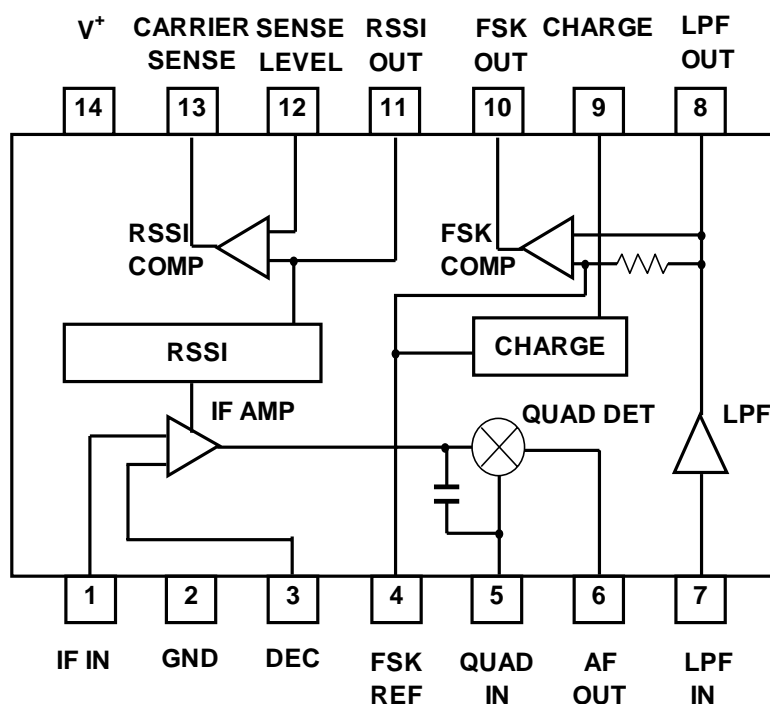 V+ CARRIER SENSE RSSI FSK CHARGE LPF
SENSE LEVEL OUT OUT OUT
14 13 12 11 10 9 8
RSSI
COMP
FSK
COMP
RSSI
CHARGE
IF AMP
QUAD DET
LPF
1 2 3 4 5 6 7
IF IN GND DEC FSK QUAD AF LPF
REF IN OUT IN